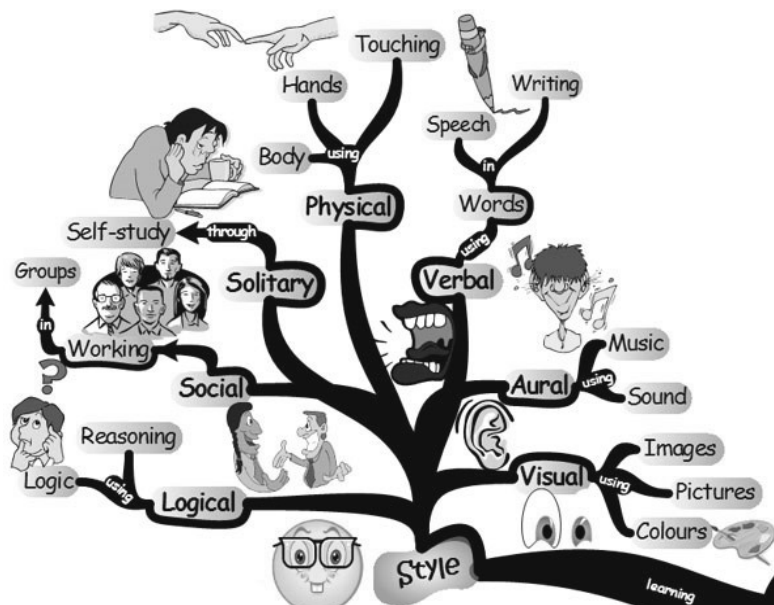 Touching
Hands
Writing
Speech
Body
using
in
Physical
Words
Self-study
through
using
Groups
Solitary
Verbal
in
Working
Music
Social
Aural
using
Sound
?
Reasoning
Images
Logic
using
Logical
Visual
using
Pictures
Colours
Style
learning